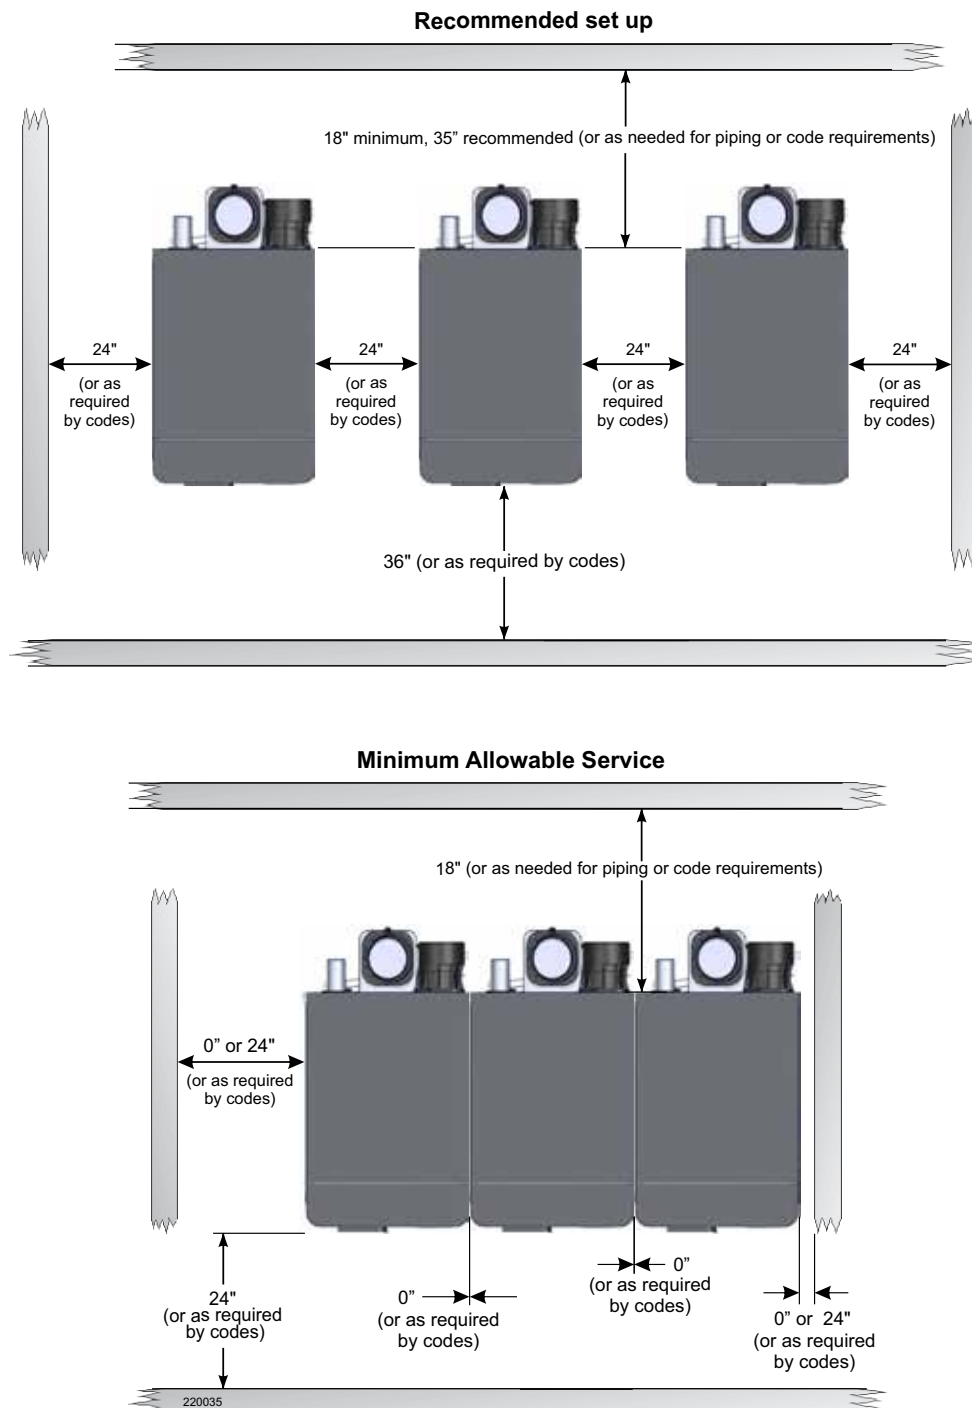 Recommended set up
18" minimum, 35” recommended (or as needed for piping or code requirements)
24"
(or as
required
by codes)
24"
(or as
required
by codes)
24"
(or as
required
by codes)
24"
(or as
required
by codes)
36" (or as required by codes)
Minimum Allowable Service
18" (or as needed for piping or code requirements)
0” or 24"
(or as required
by codes)
24"
(or as required
by codes)
0”
(or as required
by codes)
0”
(or as required
by codes)
0" or 24"
(or as required
by codes)
220035